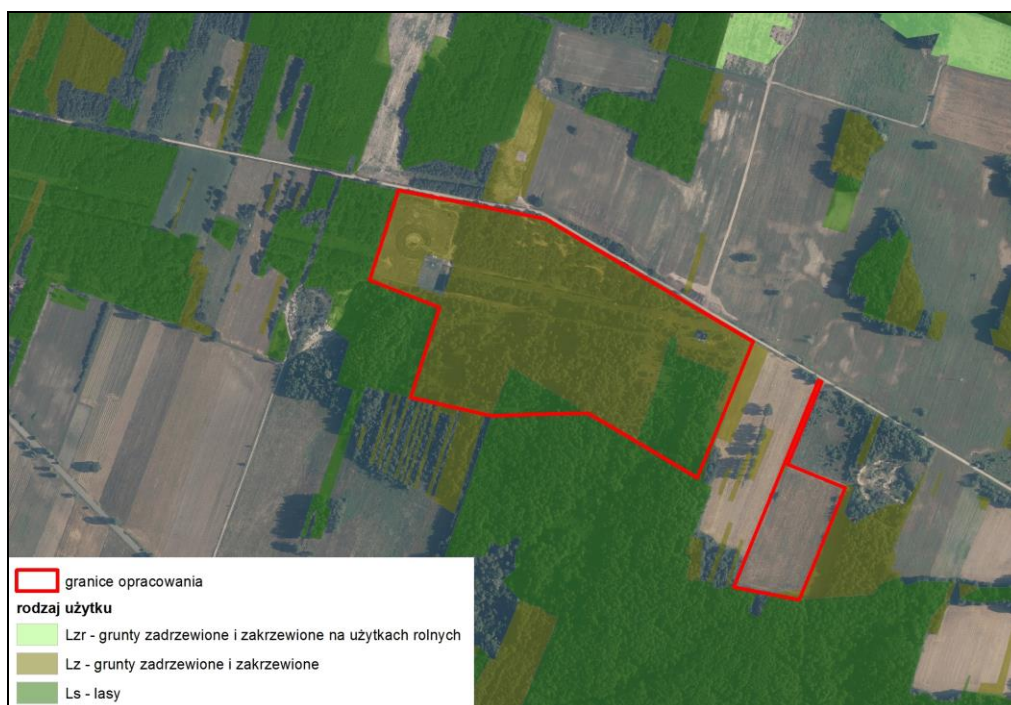 granice opracowania
rodzaj użytku
Lzr - grunty zadrzewione i zakrzewione na użytkach rolnych
Lz - grunty zadrzewione i zakrzewione
Ls - lasy